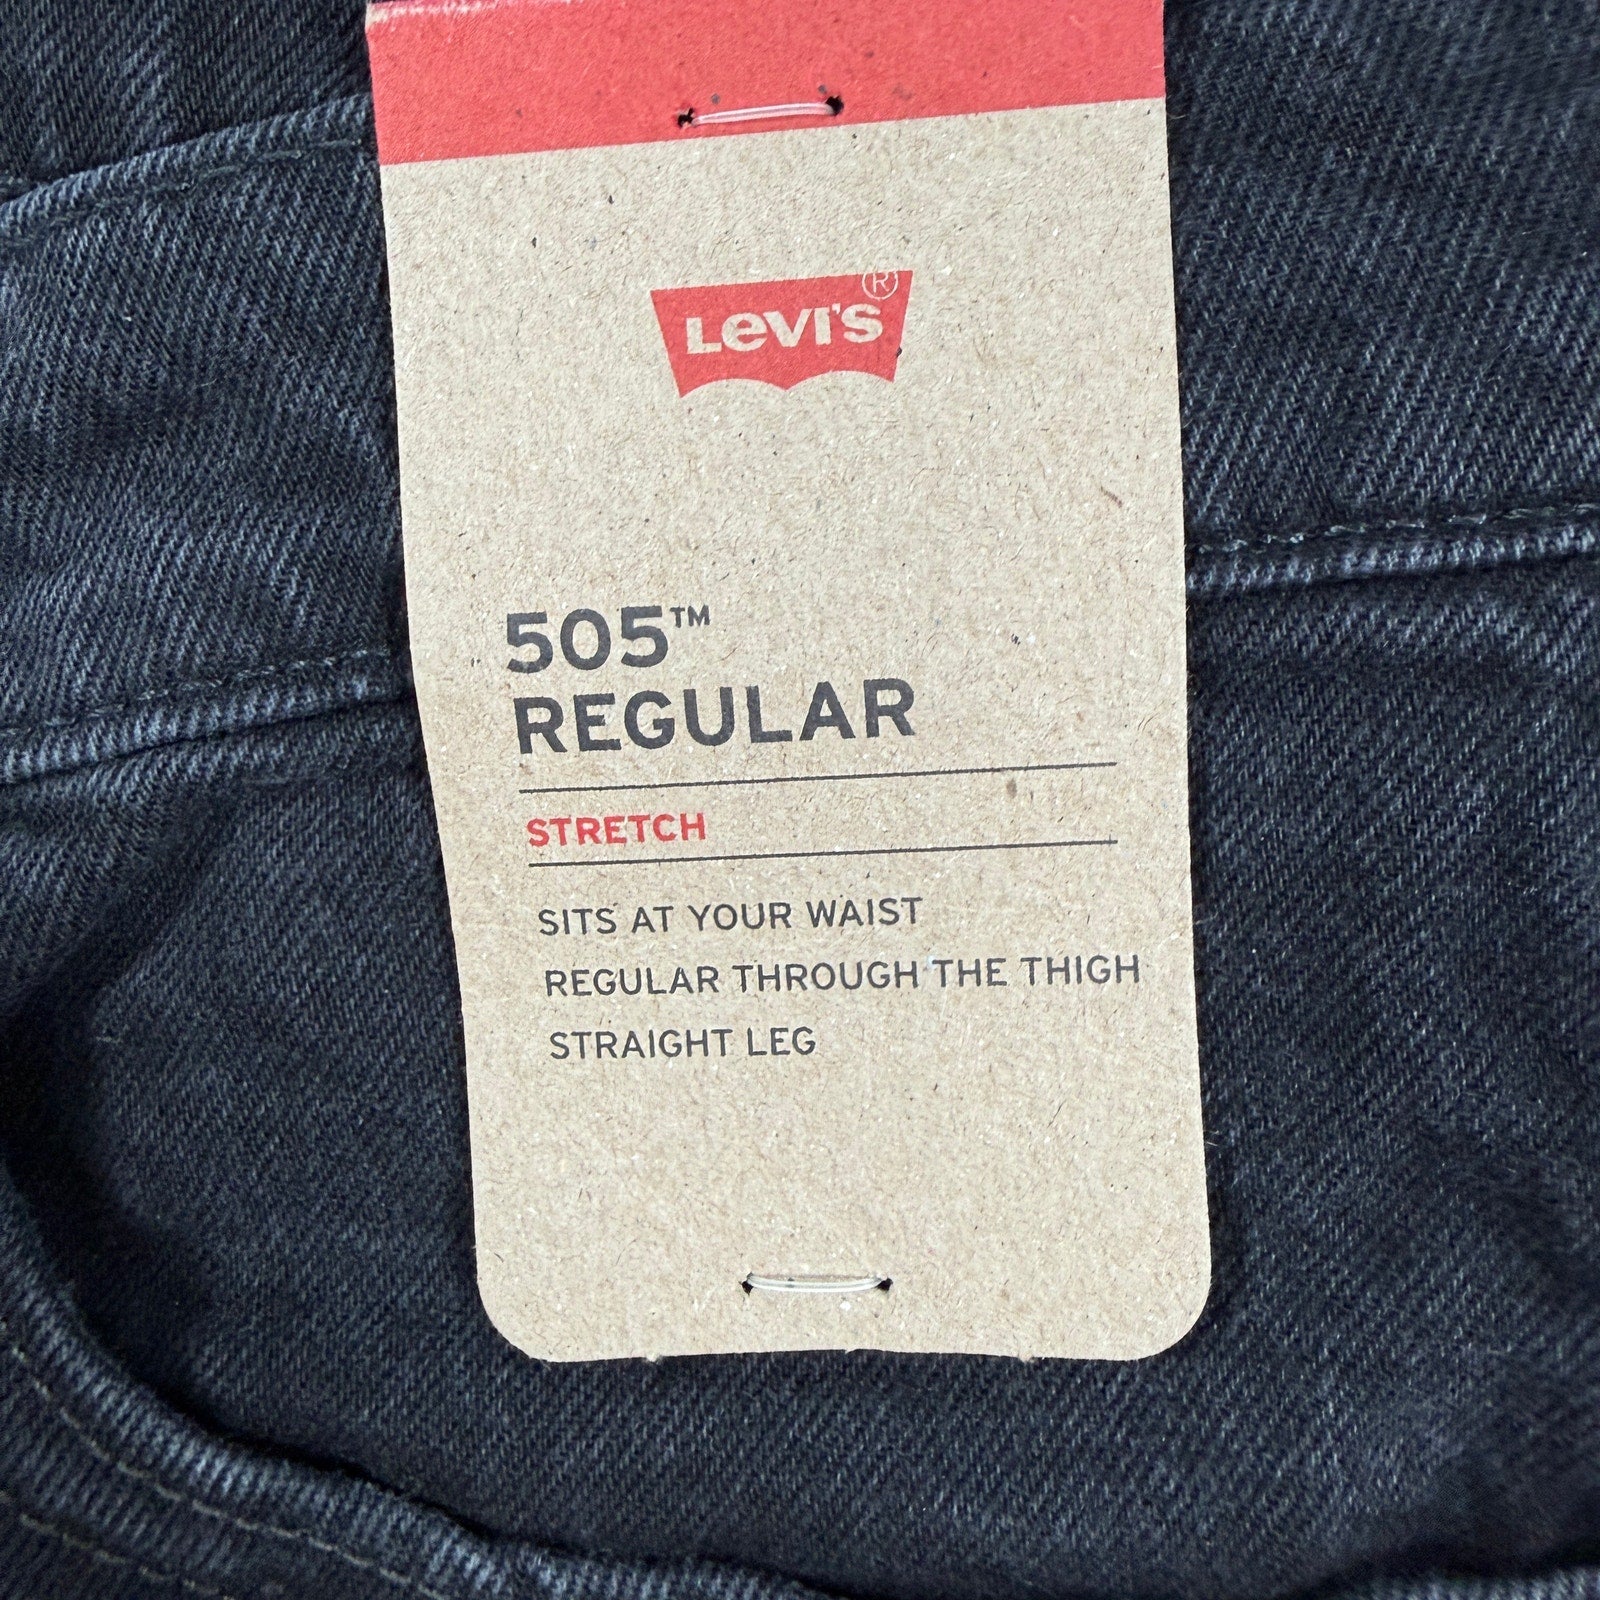 Levi's®
505™
REGULAR
STRETCH
SITS AT YOUR WAIST
REGULAR THROUGH THE THIGH
STRAIGHT LEG